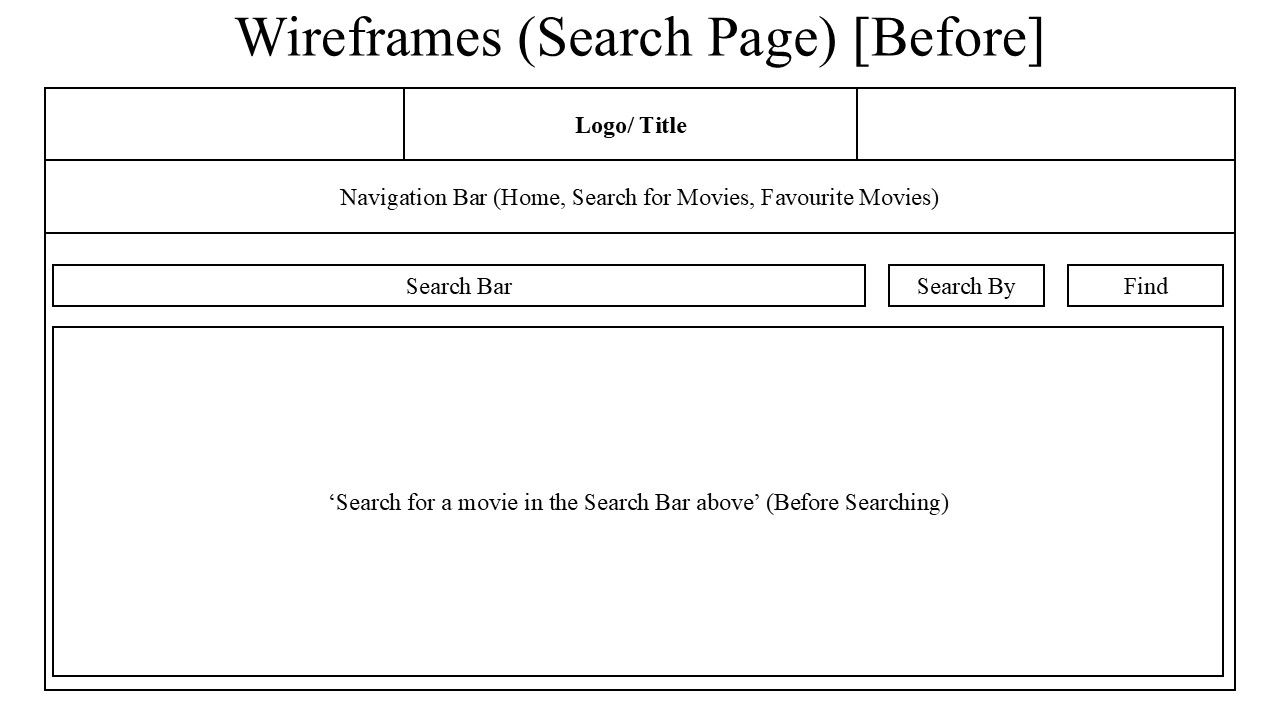 Wireframes (Search Page) [Before]
Logo/ Title
Navigation Bar (Home, Search for Movies, Favourite Movies)
Search Bar
Search By
Find
‘Search for a movie in the Search Bar above’ (Before Searching)